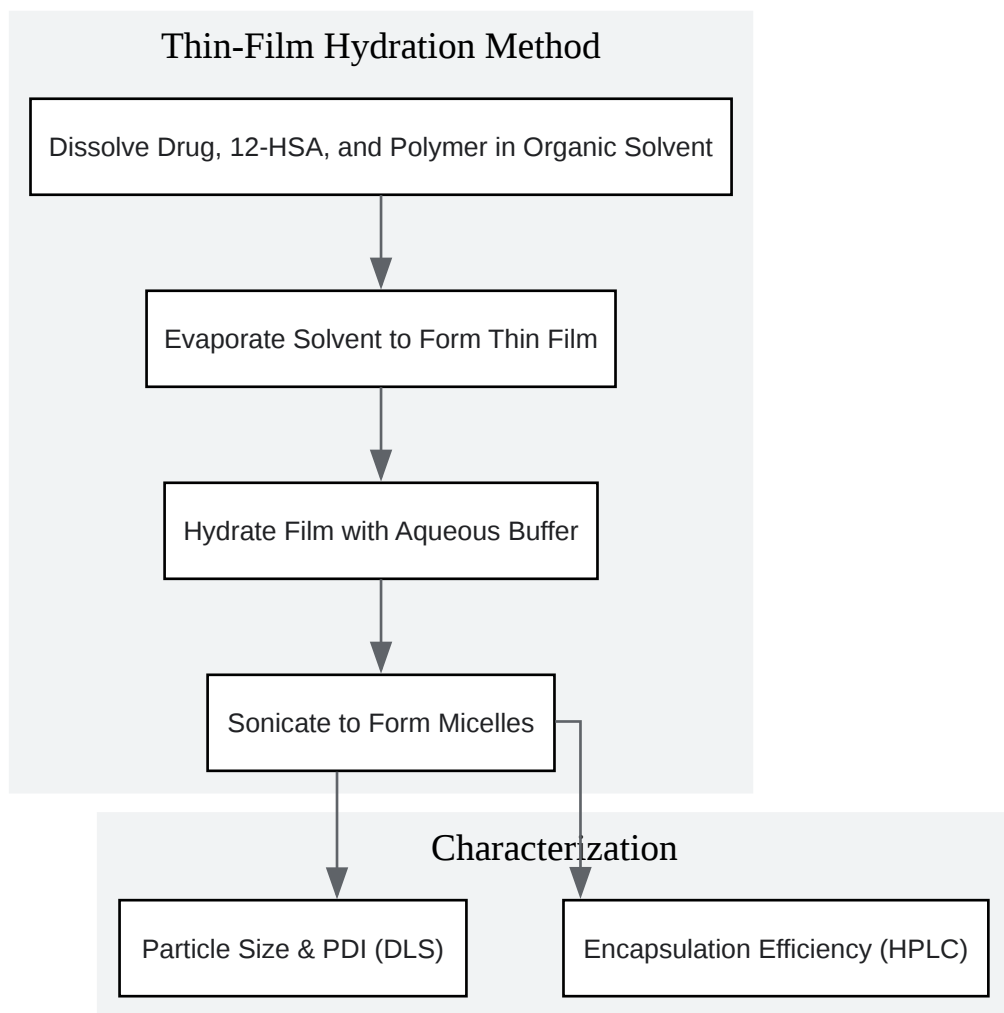 Thin-Film Hydration Method
Dissolve Drug, 12-HSA, and Polymer in Organic Solvent
Evaporate Solvent to Form Thin Film
Hydrate Film with Aqueous Buffer
Sonicate to Form Micelles
Characterization
Particle Size & PDI (DLS)
Encapsulation Efficiency (HPLC)